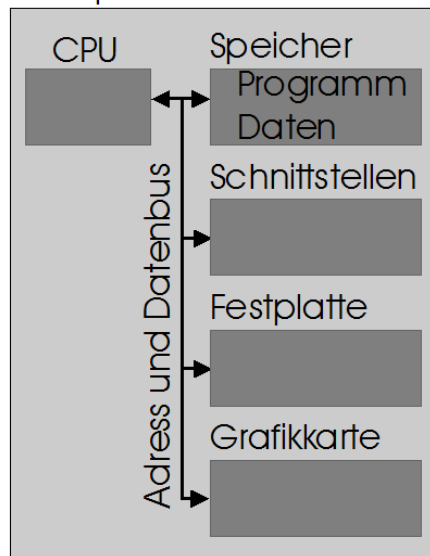 CPU
Speicher
Programm
Daten
Schnittstellen
Festplatte
Grafikkarte
Adress und Datenbus